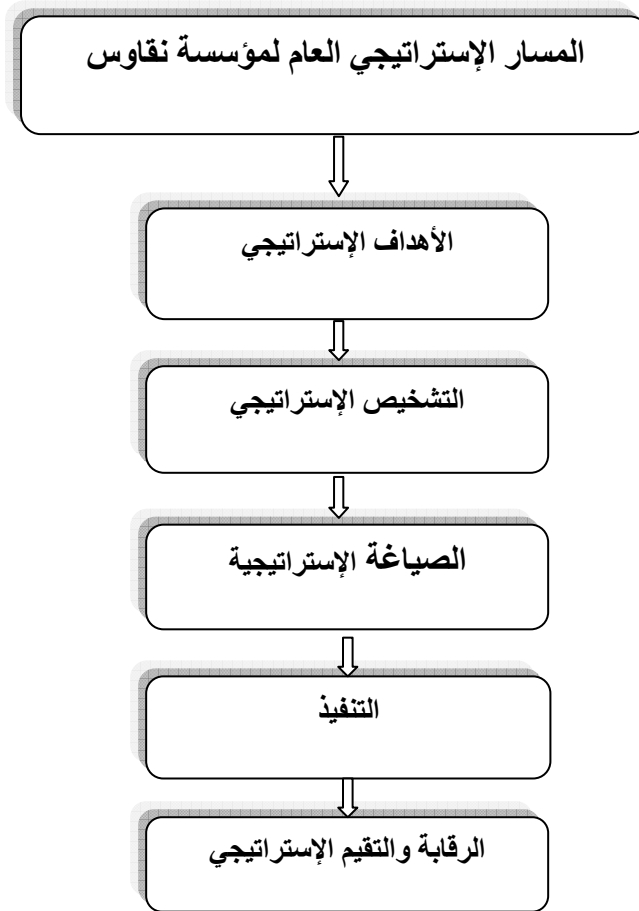 المسار الإستراتيجي العام لمؤسسة نقاوس
الأهداف الإستراتيجي
التشخيص الإستراتيجي
الصياغة الإستراتيجية
التنفيذ
الرقابة والتقيم الإستراتيجي